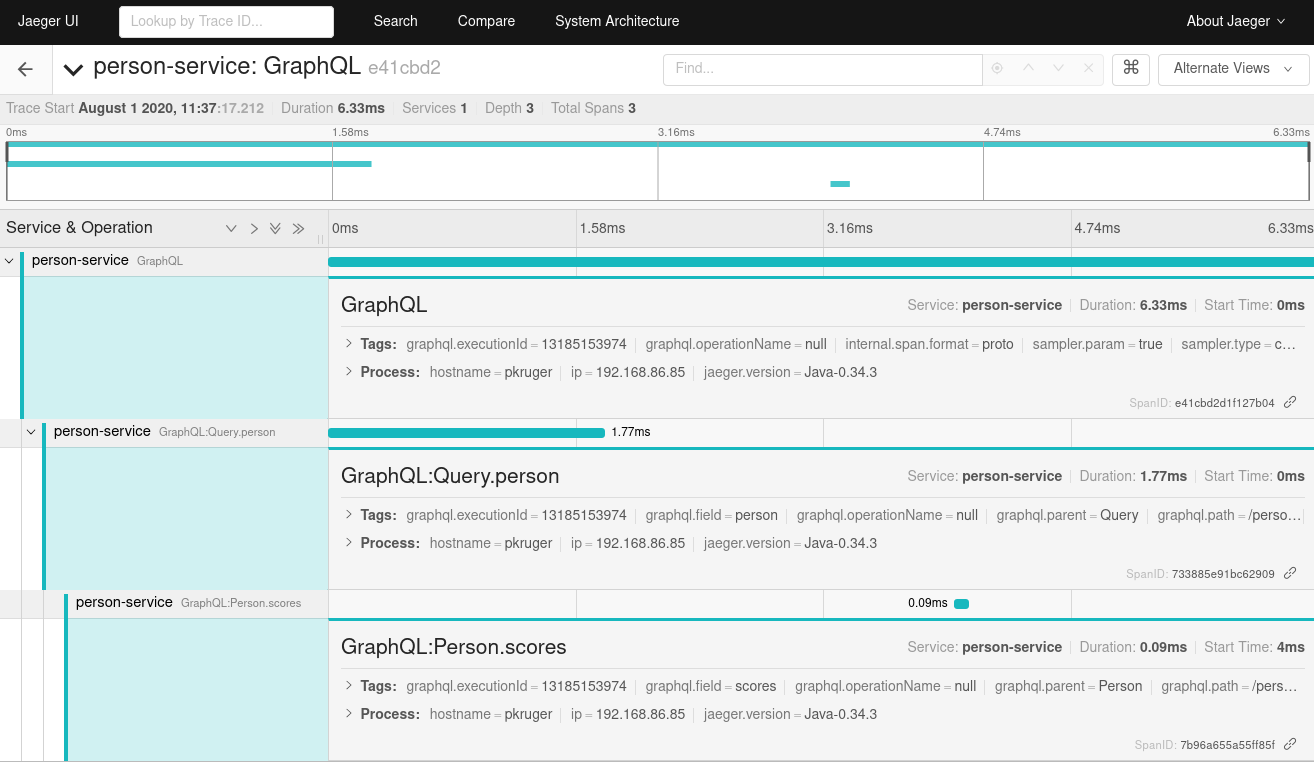 Jaeger UI Lookup by Trace ID... Search Compare System Architecture About Jaeger
person-service: GraphQL e41cbd2 Find... ⌘ Alternate Views
Trace Start August 1 2020, 11:37:17.212 Duration 6.33ms Services 1 Depth 3 Total Spans 3
0ms 1.58ms 3.16ms 4.74ms 6.33ms
Service & Operation 0ms 1.58ms 3.16ms 4.74ms 6.33ms
person-service GraphQL
GraphQL Service: person-service Duration: 6.33ms Start Time: 0ms
Tags: graphql.executionId = 13185153974 graphql.operationName = null internal.span.format = proto sampler.param = true sampler.type = c...
Process: hostname = pkruger ip = 192.168.86.85 jaeger.version = Java-0.34.3
SpanID: e41cbd2d1f127b04
person-service GraphQL:Query.person 1.77ms
GraphQL:Query.person Service: person-service Duration: 1.77ms Start Time: 0ms
Tags: graphql.executionId = 13185153974 graphql.field = person graphql.operationName = null graphql.parent = Query graphql.path = /perso...
Process: hostname = pkruger ip = 192.168.86.85 jaeger.version = Java-0.34.3
SpanID: 733885e91bc62909
person-service GraphQL:Person.scores 0.09ms
GraphQL:Person.scores Service: person-service Duration: 0.09ms Start Time: 4ms
Tags: graphql.executionId = 13185153974 graphql.field = scores graphql.operationName = null graphql.parent = Person graphql.path = /pers...
Process: hostname = pkruger ip = 192.168.86.85 jaeger.version = Java-0.34.3
SpanID: 7b96a655a55ff85f